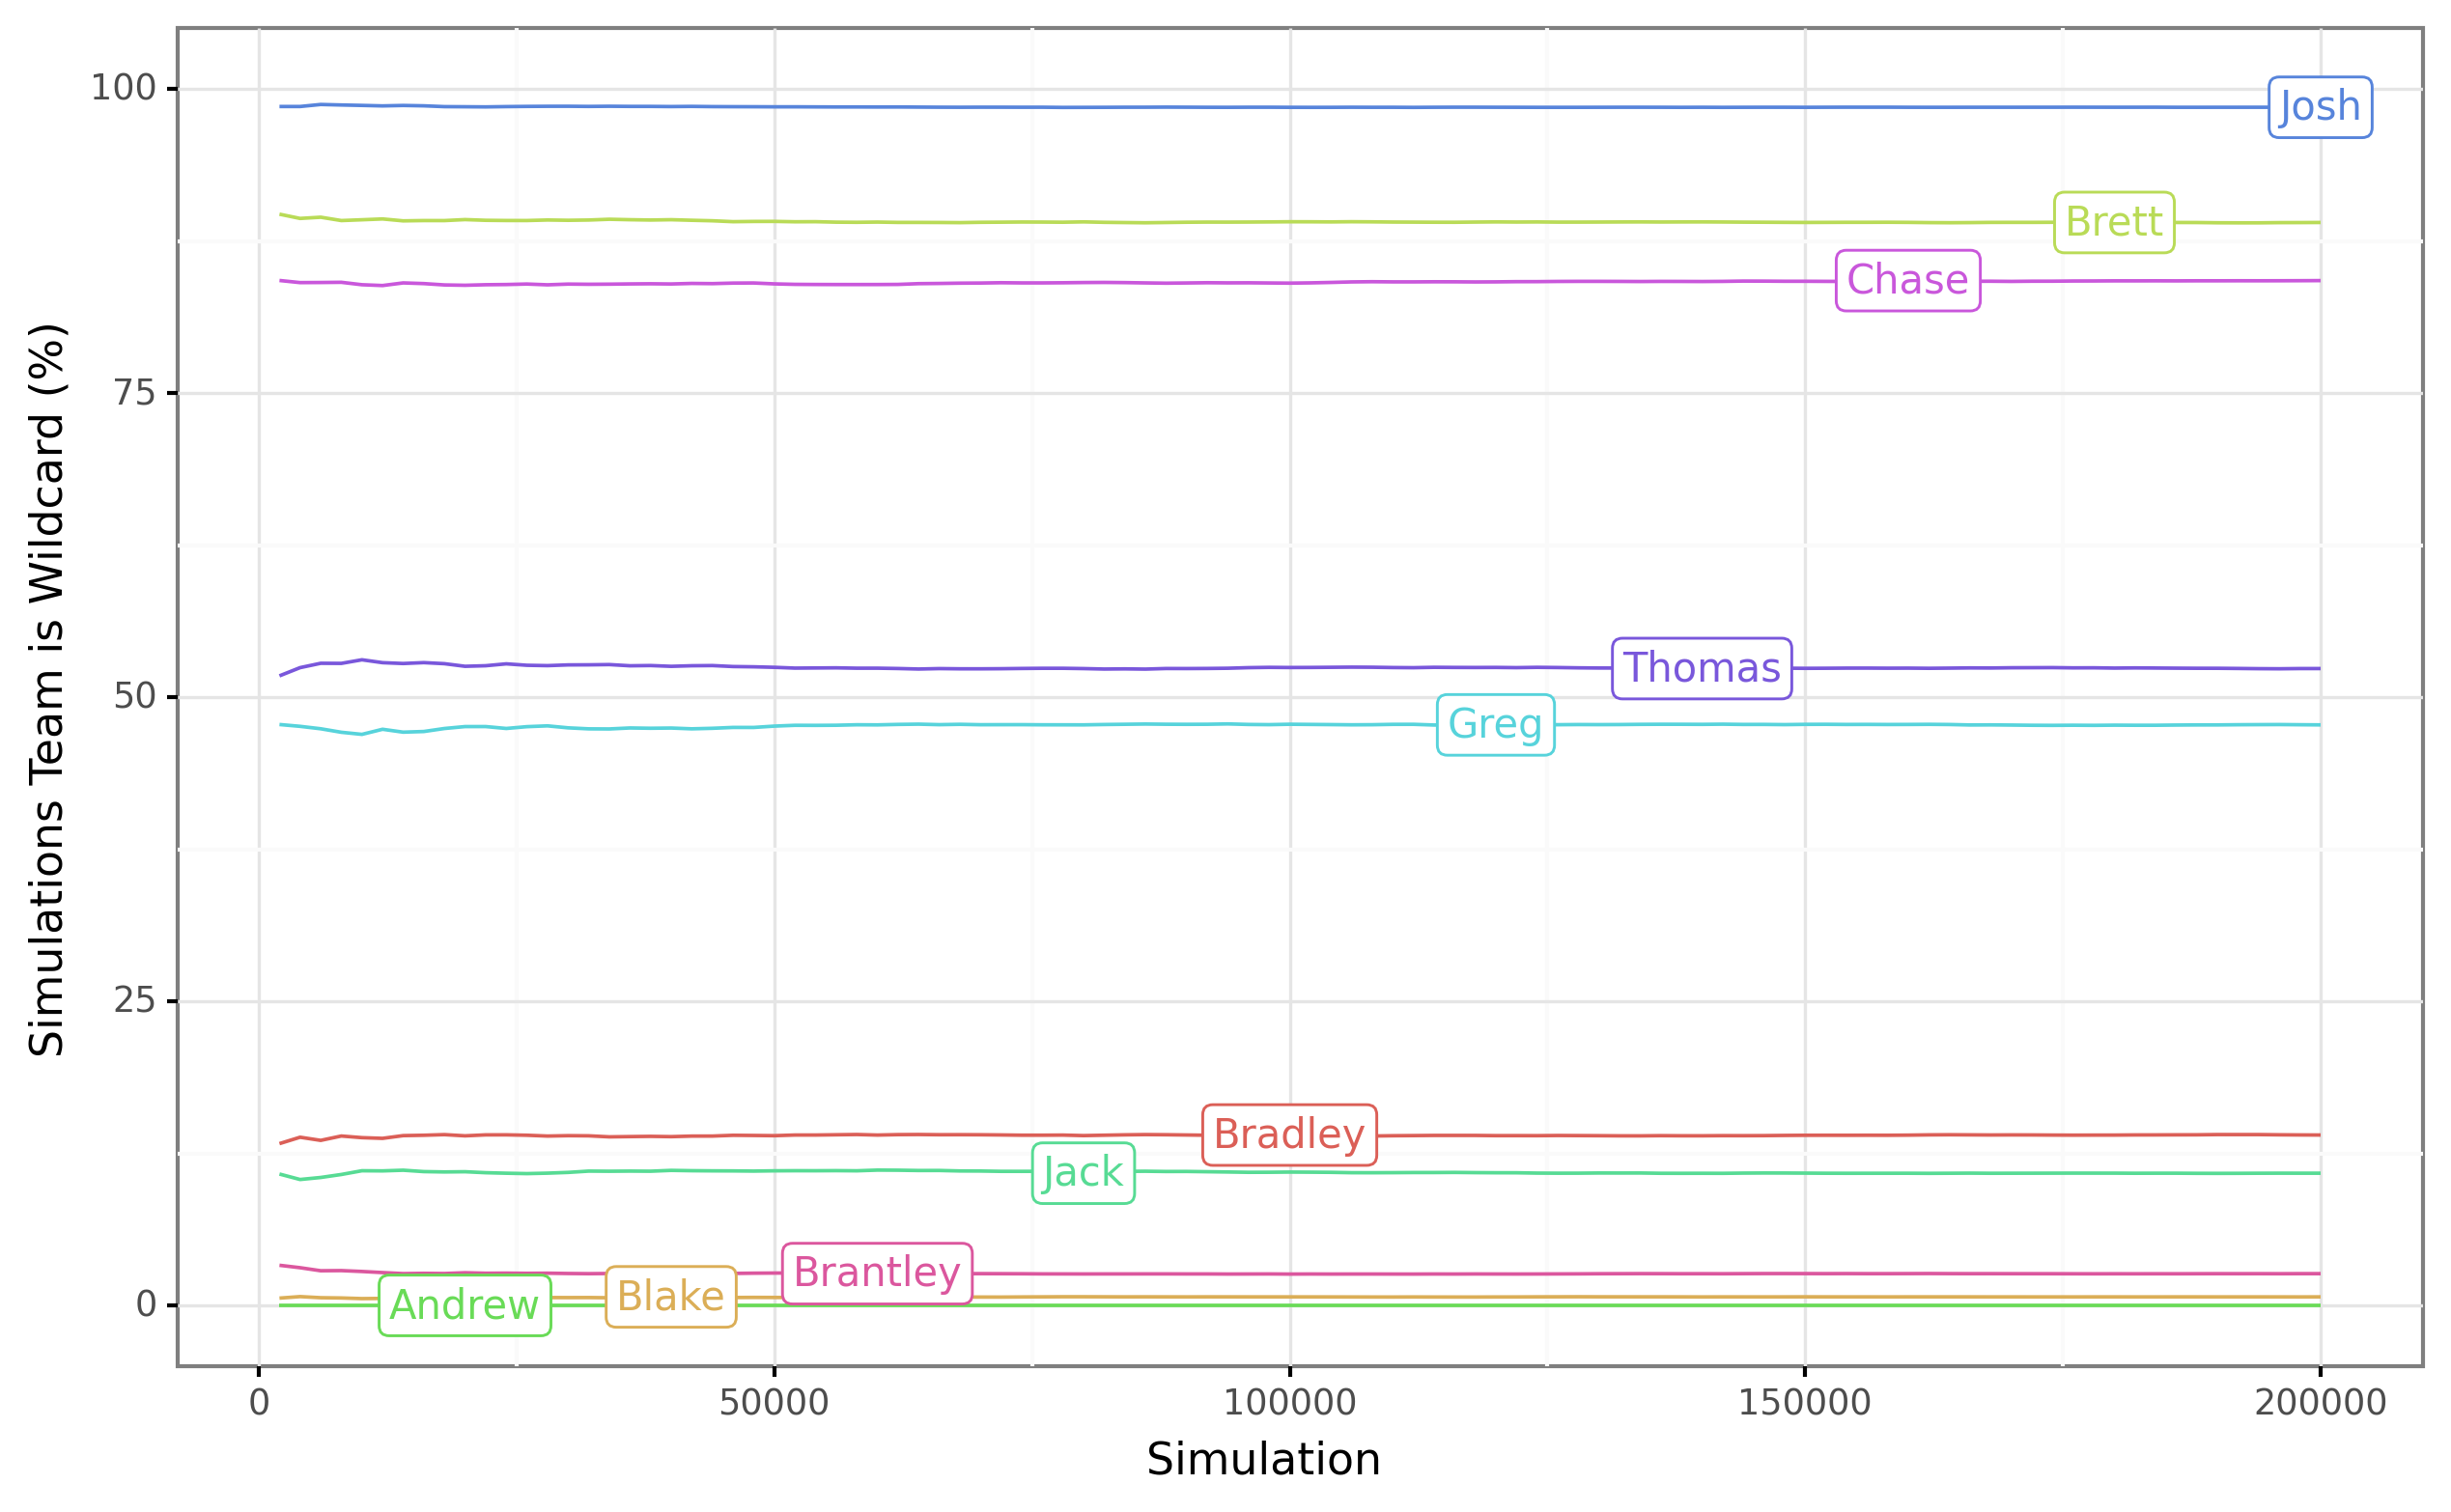 Simulations Team is Wildcard (%)
100
75
50
25
0
Josh
Brett
Chase
Thomas
Greg
Bradley
Jack
Brantley
Blake
Andrew
0 50000 100000 150000 200000
Simulation